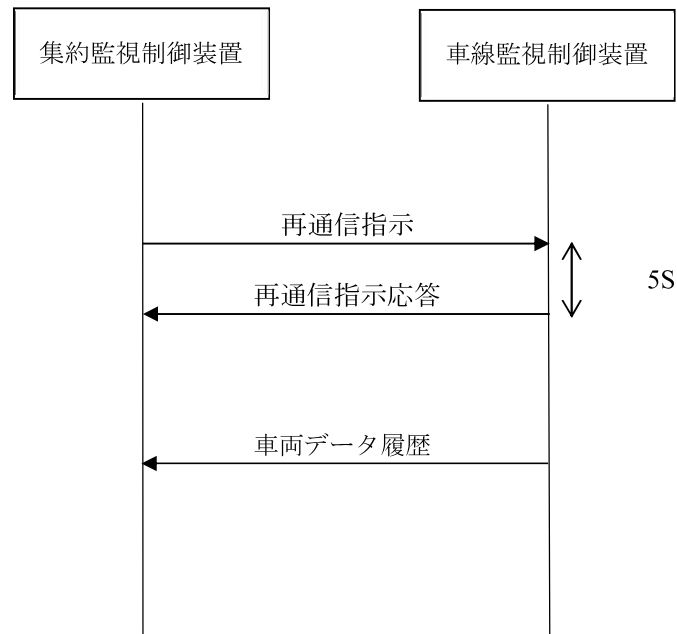 集約監視制御装置
車線監視制御装置
再通信指示
5S
再通信指示応答
車両データ履歴